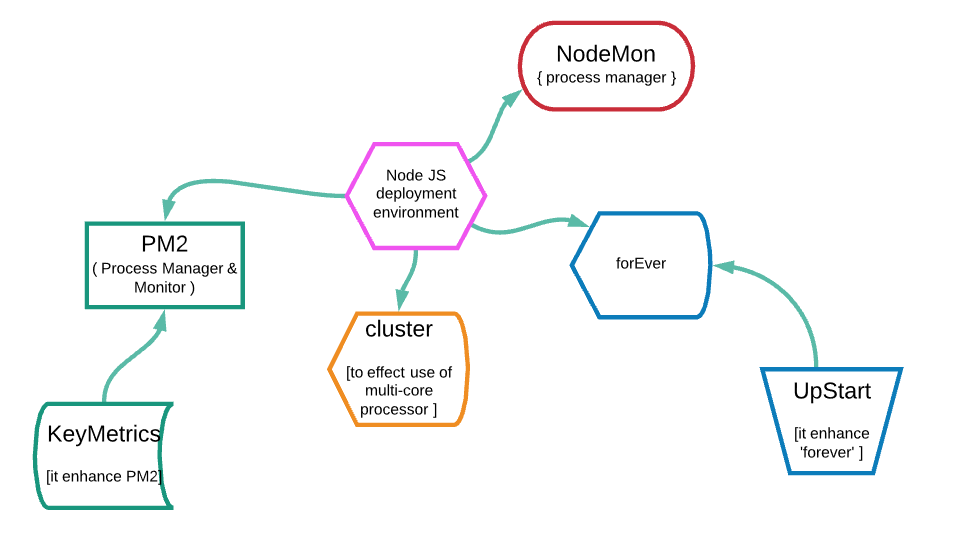 NodeMon
{ process manager }
Node JS
deployment
environment
PM2
( Process Manager &
Monitor )
forEver
cluster
[to effect use of
multi-core
processor ]
UpStart
[it enhance
'forever' ]
KeyMetrics
[it enhance PM2]